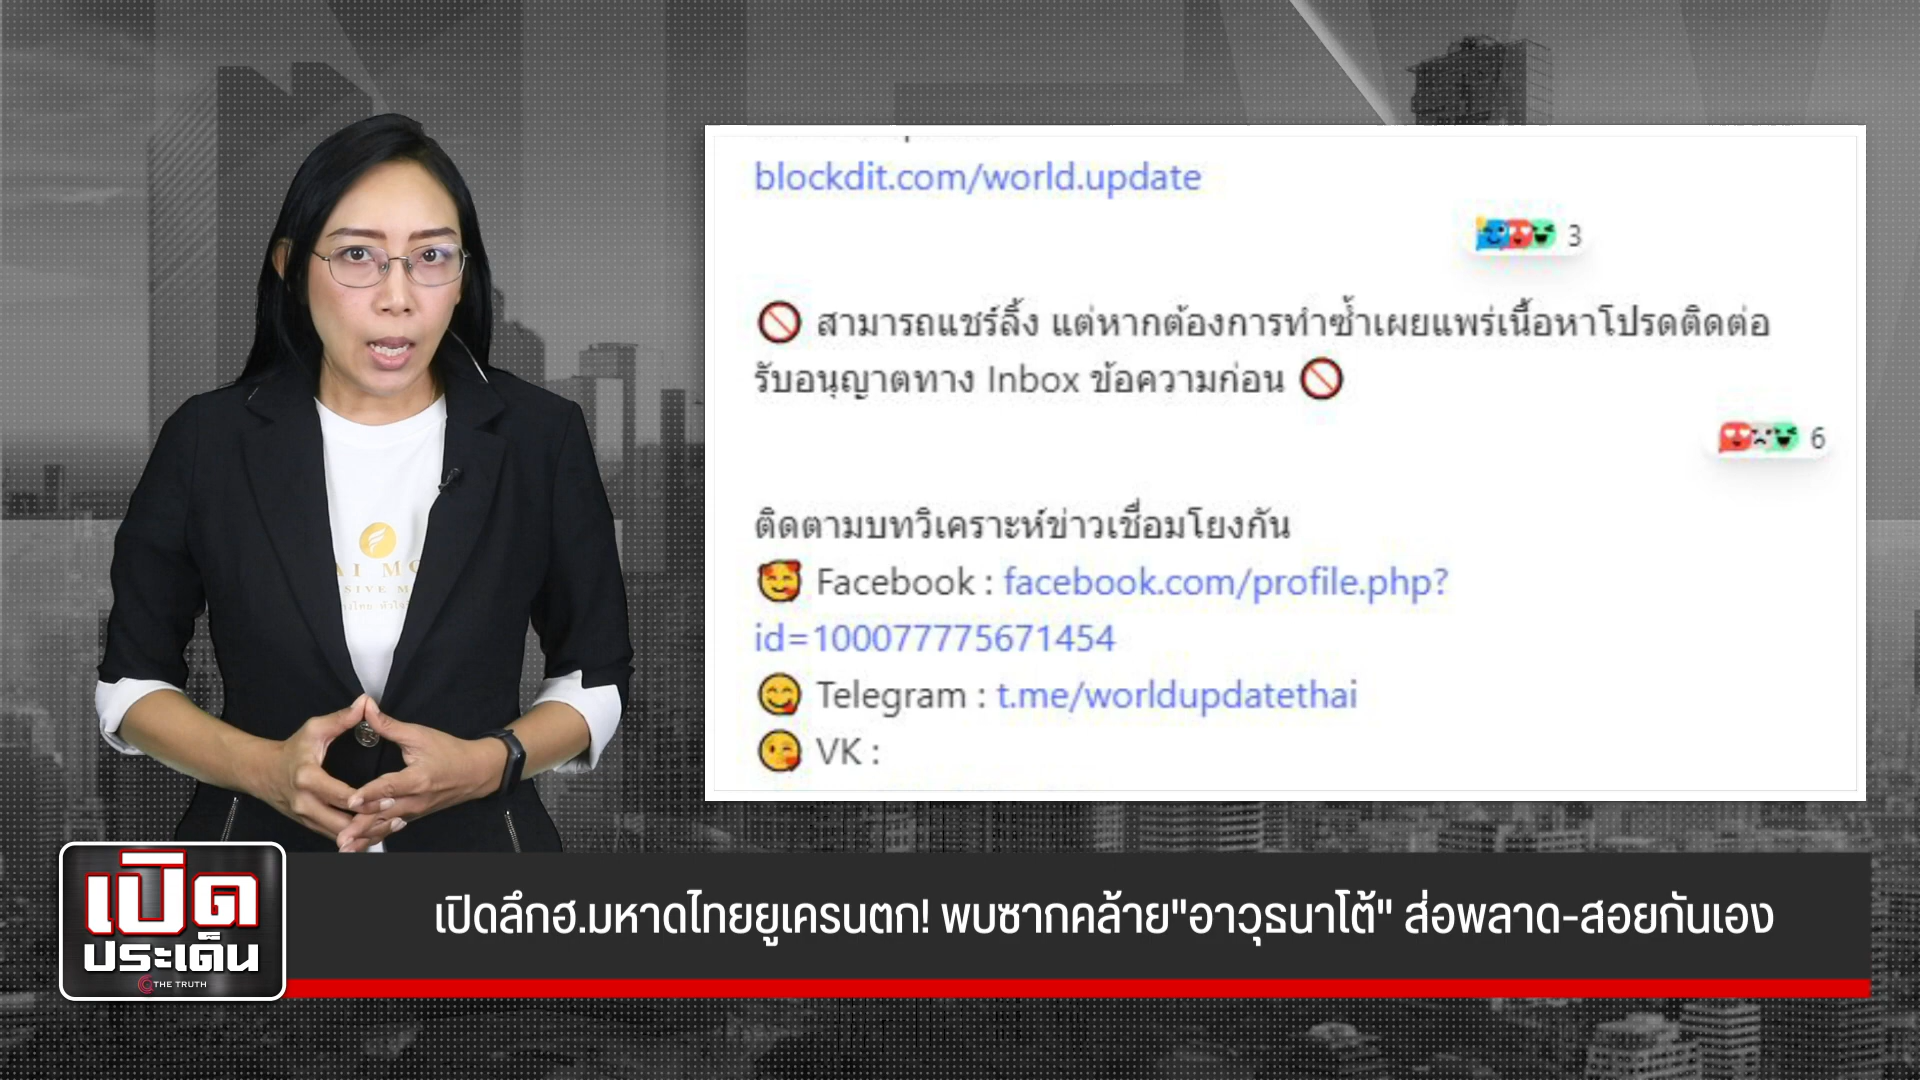 blockdit.com/world.update
3
🚫 สามารถแชร์ลิ้ง แต่หากต้องการทำซ้ำเผยแพร่เนื้อหาโปรดติดต่อ
รับอนุญาตทาง Inbox ข้อความก่อน 🚫
6
ติดตามบทวิเคราะห์ข่าวเชื่อมโยงกัน
🥰 Facebook : facebook.com/profile.php?
id=100077775671454
😋 Telegram : t.me/worldupdatethai
😘 VK :
เปิด
ประเด็น
THE TRUTH
เปิดลึกฮ.มหาดไทยยูเครนตก! พบซากคล้าย"อาวุธนาโต้" ส่อพลาด-สอยกันเอง